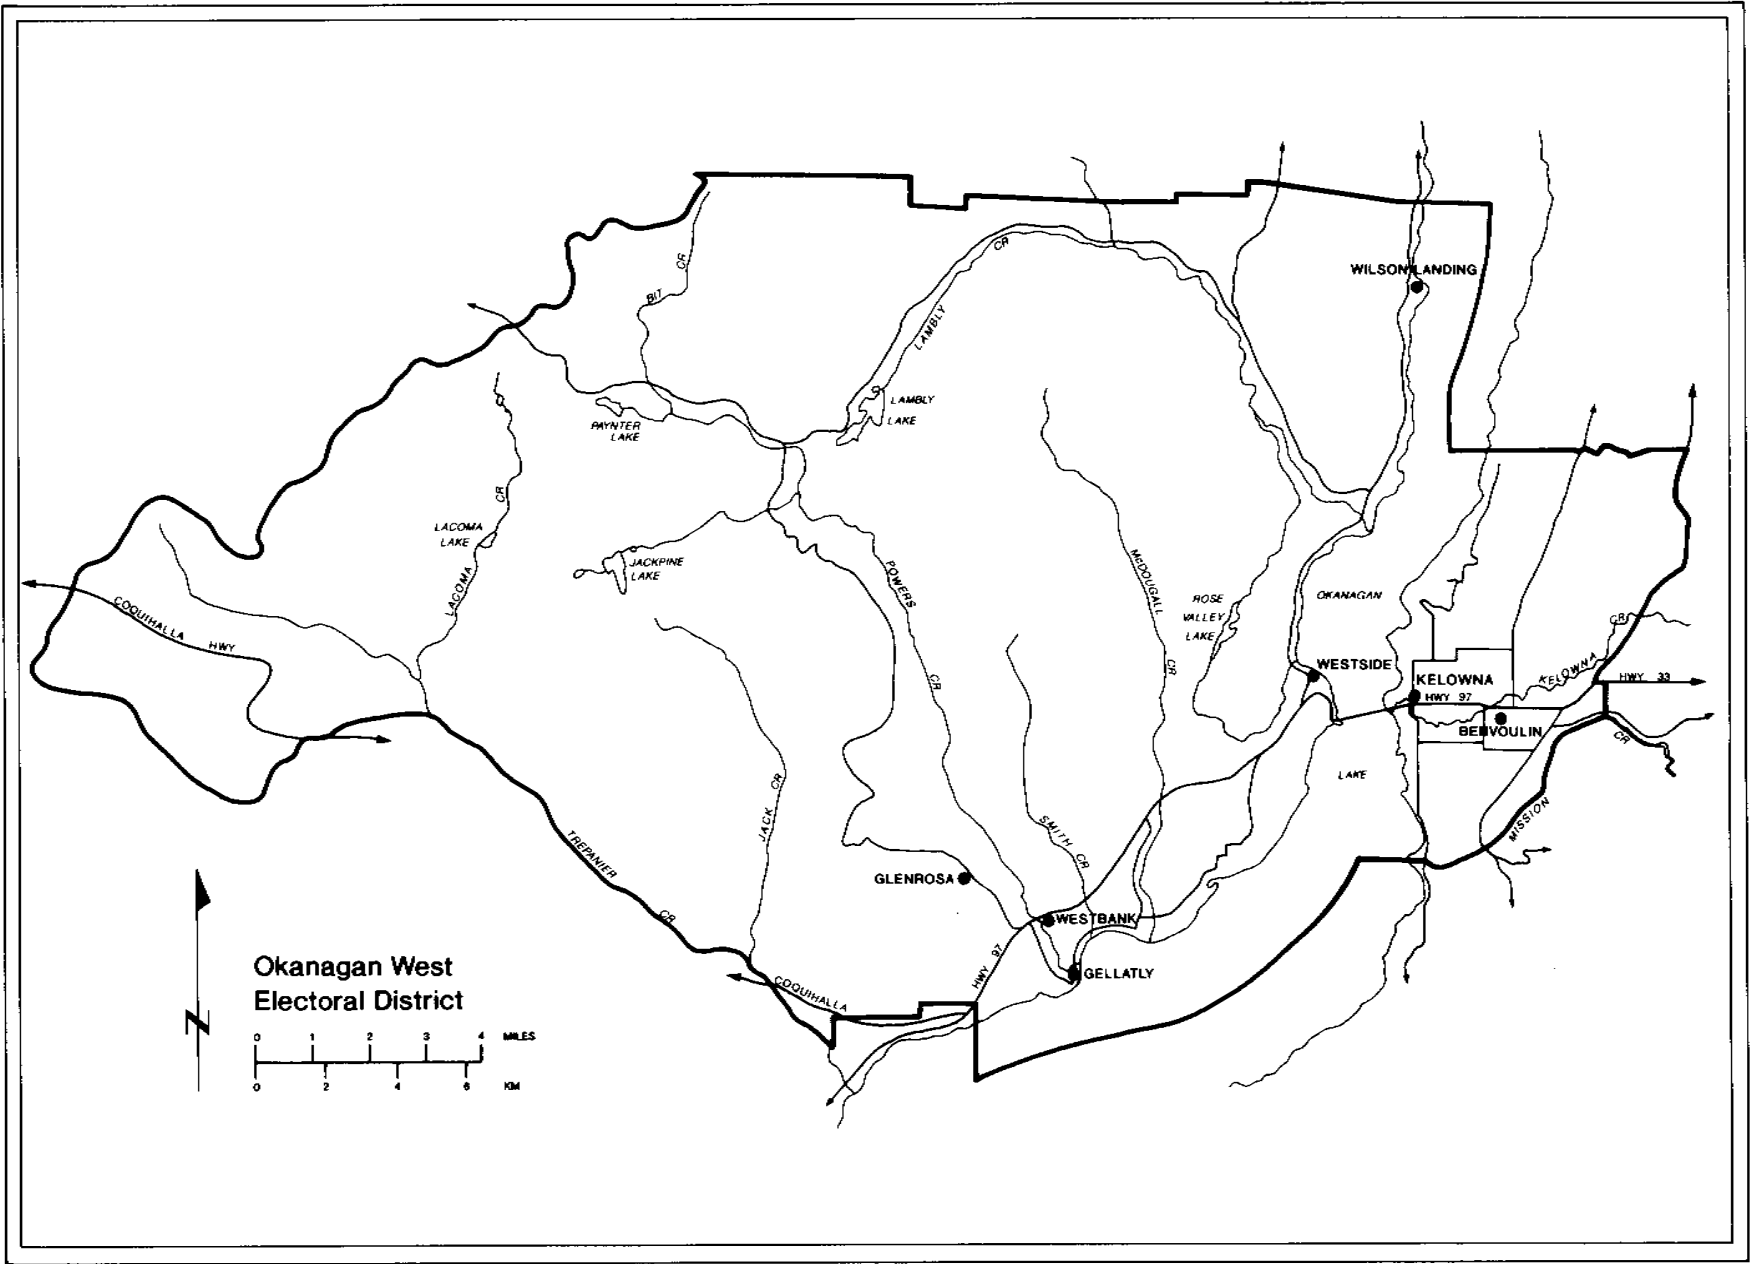 WILSON LANDING
BIT
CR
LAMBLY
CR
LAMBLY
LAKE
PAYNTER
LAKE
LACOMA
LAKE
LACOMA
CR
JACKPINE
LAKE
POWERS
CR
McDOUGALL
CR
ROSE
VALLEY
LAKE
OKANAGAN
LAKE
COQUIHALLA
HWY
WESTSIDE
KELOWNA
HWY 97
KELOWNA
CR
HWY 33
BENVOULIN
CR
MISSION
JACK
CR
SMITH CR
TREPANIER
CR
GLENROSA
WESTBANK
GELLATLY
HWY 97
COQUIHALLA
N
Okanagan West
Electoral District
0 1 2 3 4 MILES
0 2 4 6 KM